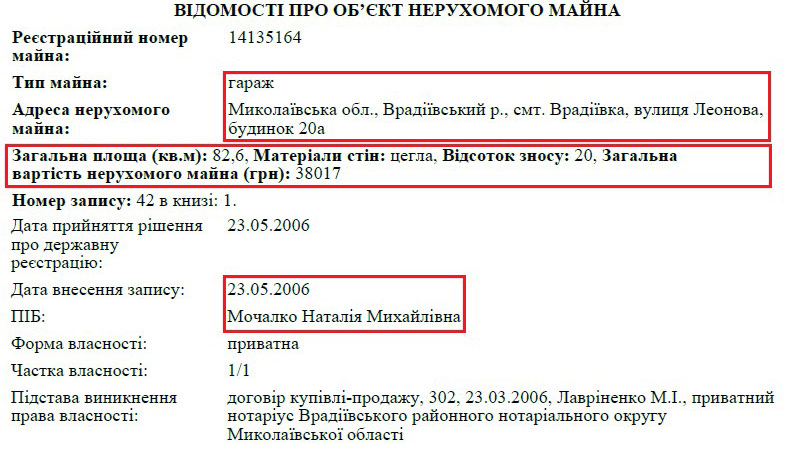 ВІДОМОСТІ ПРО ОБ’ЄКТ НЕРУХОМОГО МАЙНА
Реєстраційний номер майна: 14135164
Тип майна: гараж
Адреса нерухомого майна: Миколаївська обл., Врадіївський р., смт. Врадіївка, вулиця Леонова, будинок 20а
Загальна площа (кв.м): 82,6, Матеріали стін: цегла, Відсоток зносу: 20, Загальна
вартість нерухомого майна (грн): 38017
Номер запису: 42 в книзі: 1.
Дата прийняття рішення про державну реєстрацію: 23.05.2006
Дата внесення запису: 23.05.2006
ПІБ: Мочалко Наталія Михайлівна
Форма власності: приватна
Частка власності: 1/1
Підстава виникнення права власності: договір купівлі-продажу, 302, 23.03.2006, Лавріненко М.І., приватний нотаріус Врадіївського районного нотаріального округу Миколаївської області